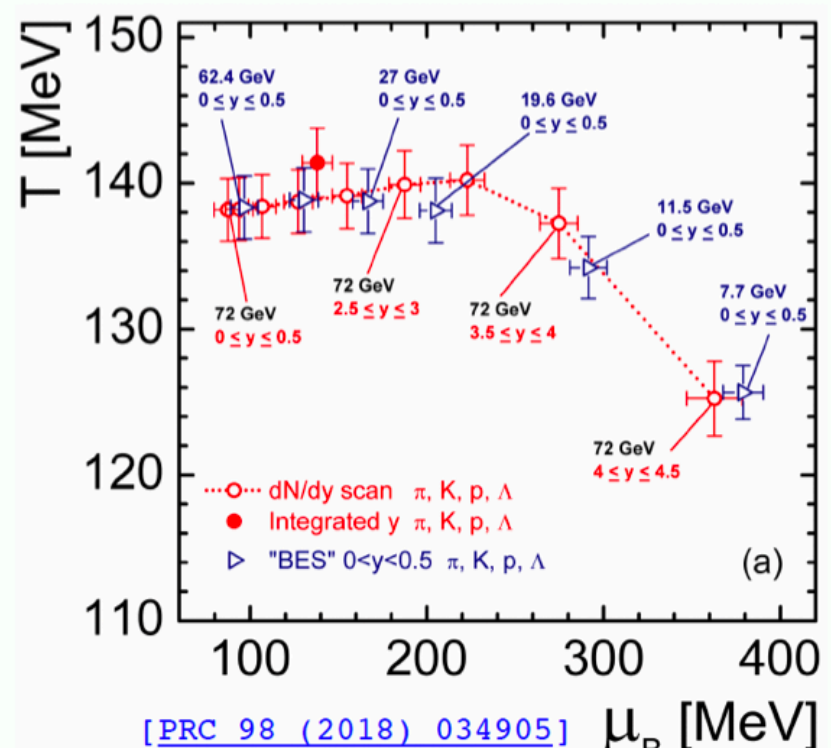 T [MeV]
150
140
130
120
110
62.4 GeV
0 ≤ y ≤ 0.5
27 GeV
0 ≤ y ≤ 0.5
19.6 GeV
0 ≤ y ≤ 0.5
11.5 GeV
0 ≤ y ≤ 0.5
7.7 GeV
0 ≤ y ≤ 0.5
72 GeV
0 ≤ y ≤ 0.5
72 GeV
2.5 ≤ y ≤ 3
72 GeV
3.5 ≤ y ≤ 4
72 GeV
4 ≤ y ≤ 4.5
dN/dy scan π, K, p, Λ
Integrated y π, K, p, Λ
"BES" 0<y<0.5 π, K, p, Λ
(a)
100 200 300 400
[PRC 98 (2018) 034905] μ [MeV]